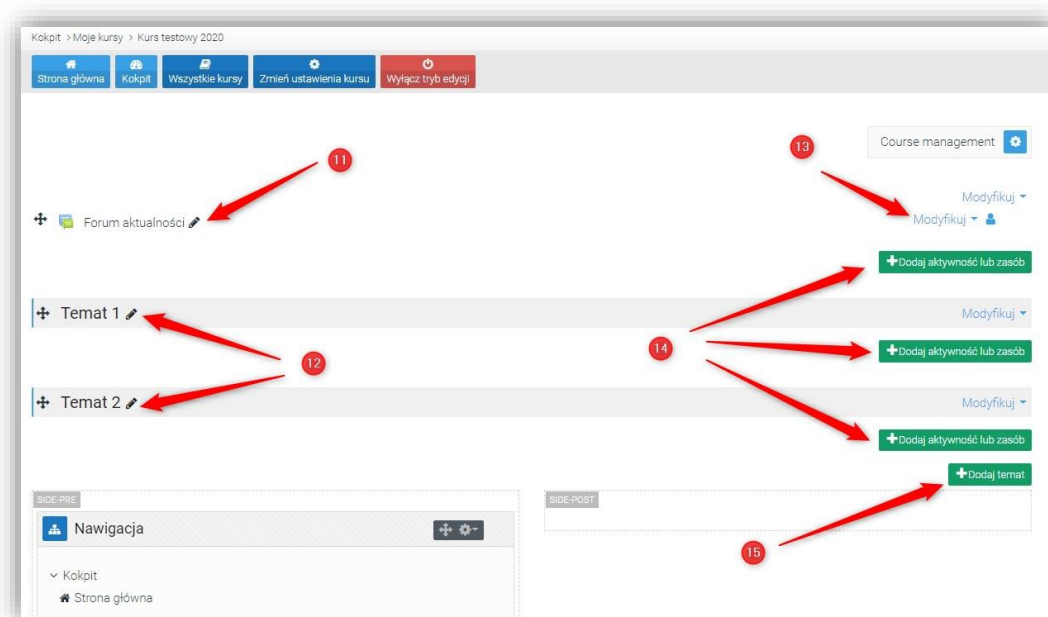 Kokpit > Moje kursy > Kurs testowy 2020
Strona główna Kokpit Wszystkie kursy Zmień ustawienia kursu Wyłącz tryb edycji
Course management
11
13
Modyfikuj
Forum aktualności Modyfikuj
+Dodaj aktywność lub zasób
Temat 1 Modyfikuj
14
+Dodaj aktywność lub zasób
12
Temat 2 Modyfikuj
+Dodaj aktywność lub zasób
+Dodaj temat
SIDE-PRE SIDE-POST
Nawigacja
15
Kokpit
Strona główna